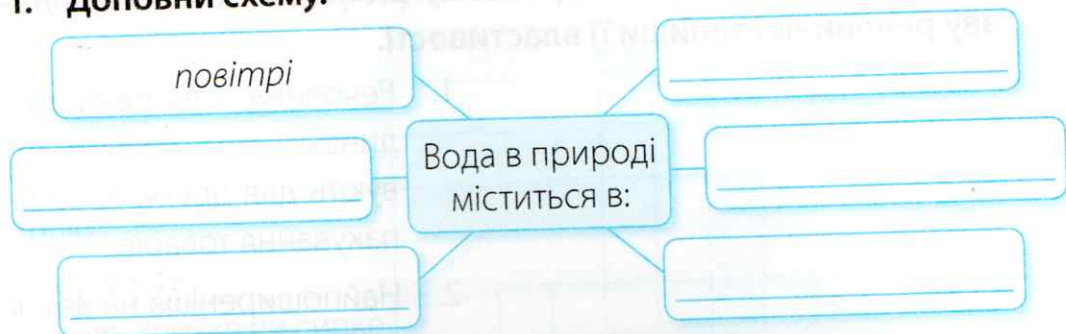 1. Доповни схему.
повітрі
Вода в природі
міститься в: